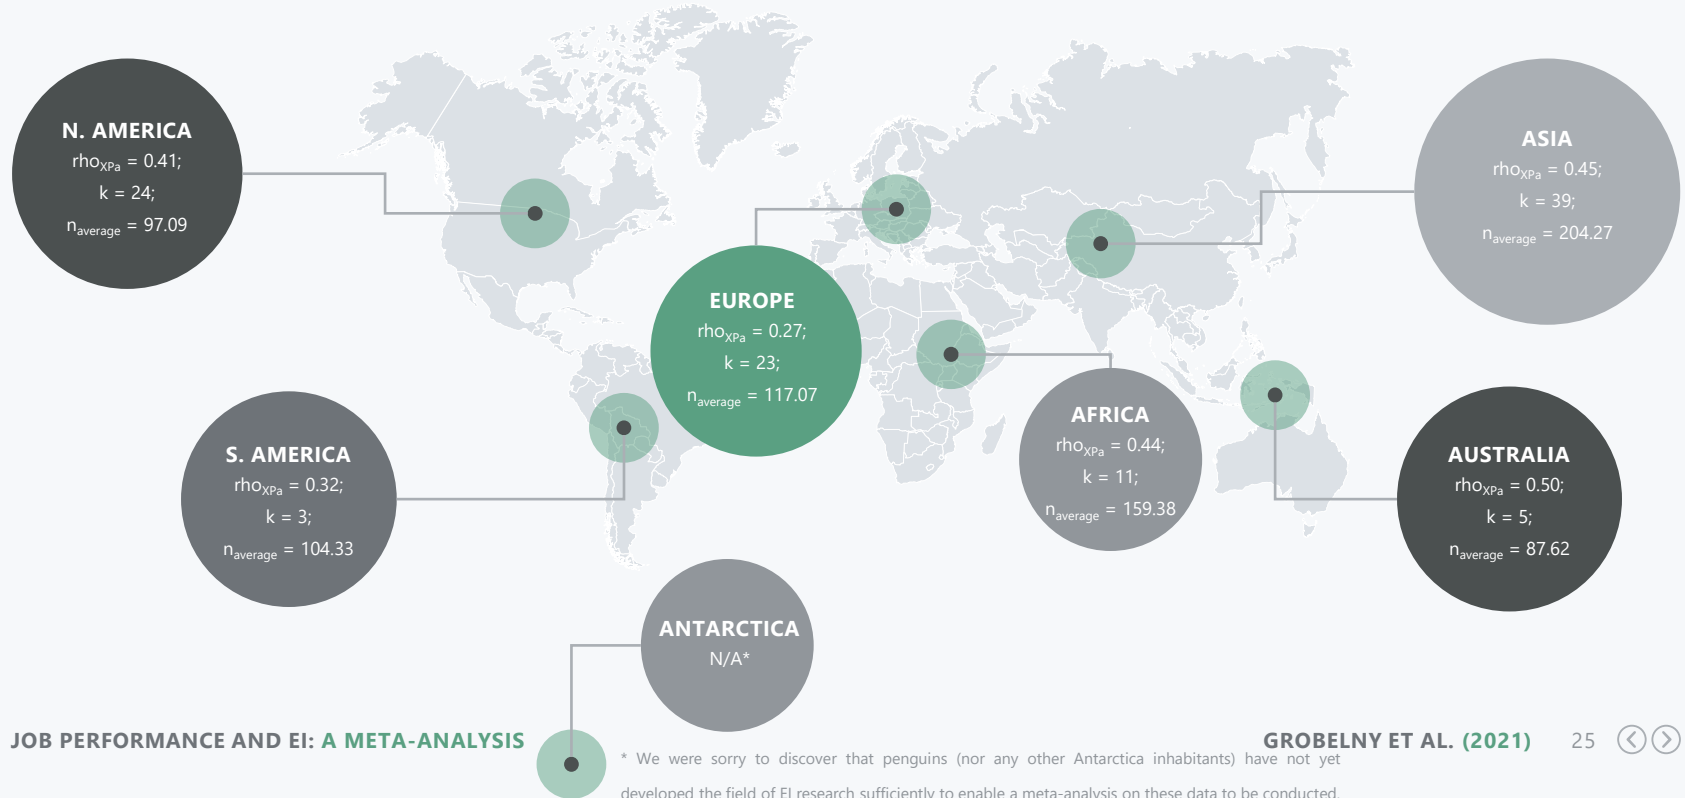 N. AMERICA
rhoXPa = 0.41;
k = 24;
naverage = 97.09
ASIA
rhoXPa = 0.45;
k = 39;
naverage = 204.27
EUROPE
rhoXPa = 0.27;
k = 23;
naverage = 117.07
S. AMERICA
rhoXPa = 0.32;
k = 3;
naverage = 104.33
AFRICA
rhoXPa = 0.44;
k = 11;
naverage = 159.38
AUSTRALIA
rhoXPa = 0.50;
k = 5;
naverage = 87.62
ANTARCTICA
N/A*
JOB PERFORMANCE AND EI: A META-ANALYSIS
GROBELNY ET AL. (2021) 25
* We were sorry to discover that penguins (nor any other Antarctica inhabitants) have not yet
developed the field of EI research sufficiently to enable a meta-analysis on these data to be conducted.